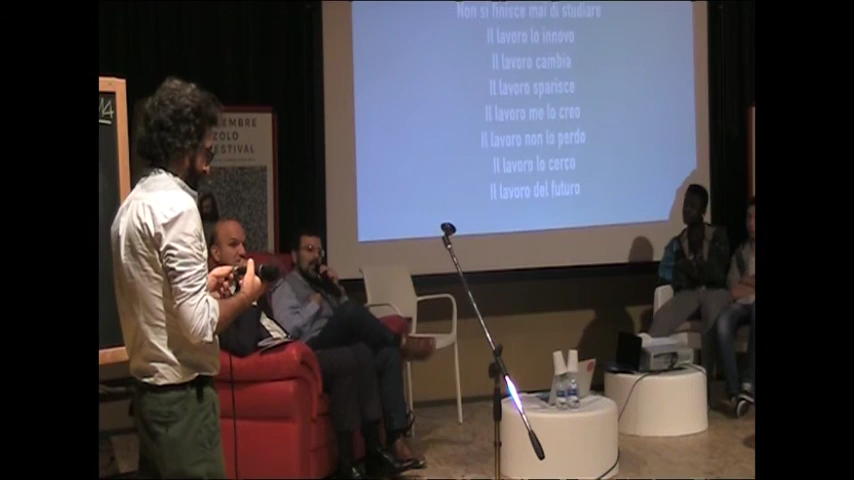 Non si finisce mai di studiare
Il lavoro lo innovo
Il lavoro cambia
Il lavoro sparisce
Il lavoro me lo creo
Il lavoro non lo perdo
Il lavoro lo cerco
Il lavoro del futuro
EMBRE
ZOLO
FESTIVAL